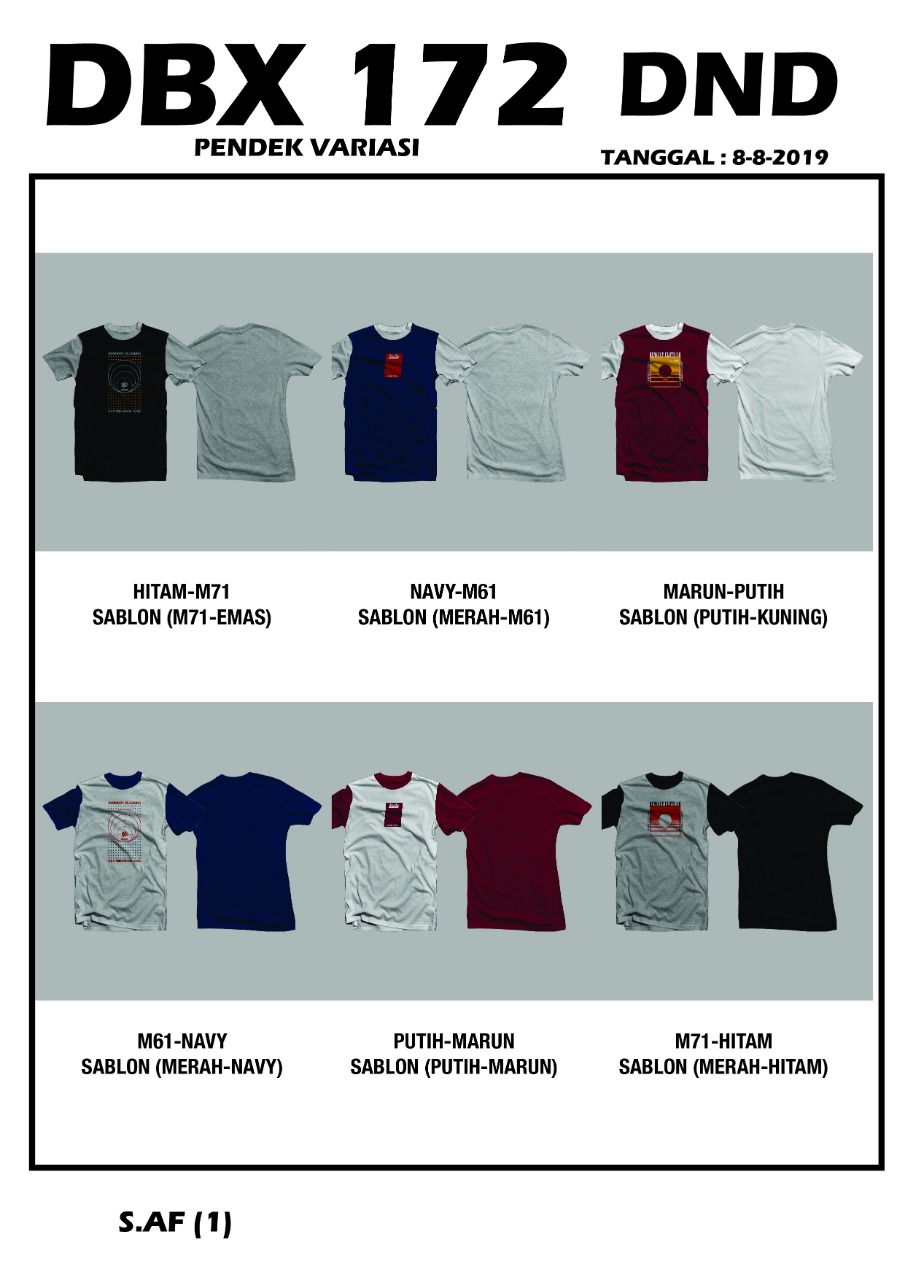 DBX 172 DND
PENDEK VARIASI
TANGGAL : 8-8-2019
HITAM-M71
SABLON (M71-EMAS)
NAVY-M61
SABLON (MERAH-M61)
MARUN-PUTIH
SABLON (PUTIH-KUNING)
M61-NAVY
SABLON (MERAH-NAVY)
PUTIH-MARUN
SABLON (PUTIH-MARUN)
M71-HITAM
SABLON (MERAH-HITAM)
S.AF (1)